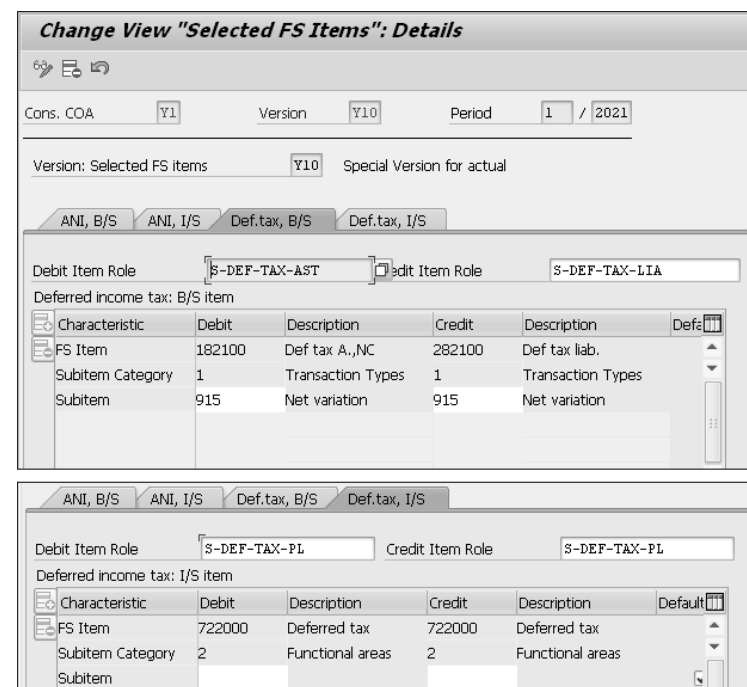 Change View "Selected FS Items": Details
Cons. COA Y1 Version Y10 Period 1 / 2021
Version: Selected FS items Y10 Special Version for actual
ANI, B/S ANI, I/S Def.tax, B/S Def.tax, I/S
Debit Item Role S-DEF-TAX-AST edit Item Role S-DEF-TAX-LIA
Deferred income tax: B/S item
Characteristic Debit Description Credit Description Defa
FS Item 182100 Def tax A.,NC 282100 Def tax liab.
Subitem Category 1 Transaction Types 1 Transaction Types
Subitem 915 Net variation 915 Net variation
ANI, B/S ANI, I/S Def.tax, B/S Def.tax, I/S
Debit Item Role S-DEF-TAX-PL Credit Item Role S-DEF-TAX-PL
Deferred income tax: I/S item
Characteristic Debit Description Credit Description Default
FS Item 722000 Deferred tax 722000 Deferred tax
Subitem Category 2 Functional areas 2 Functional areas
Subitem